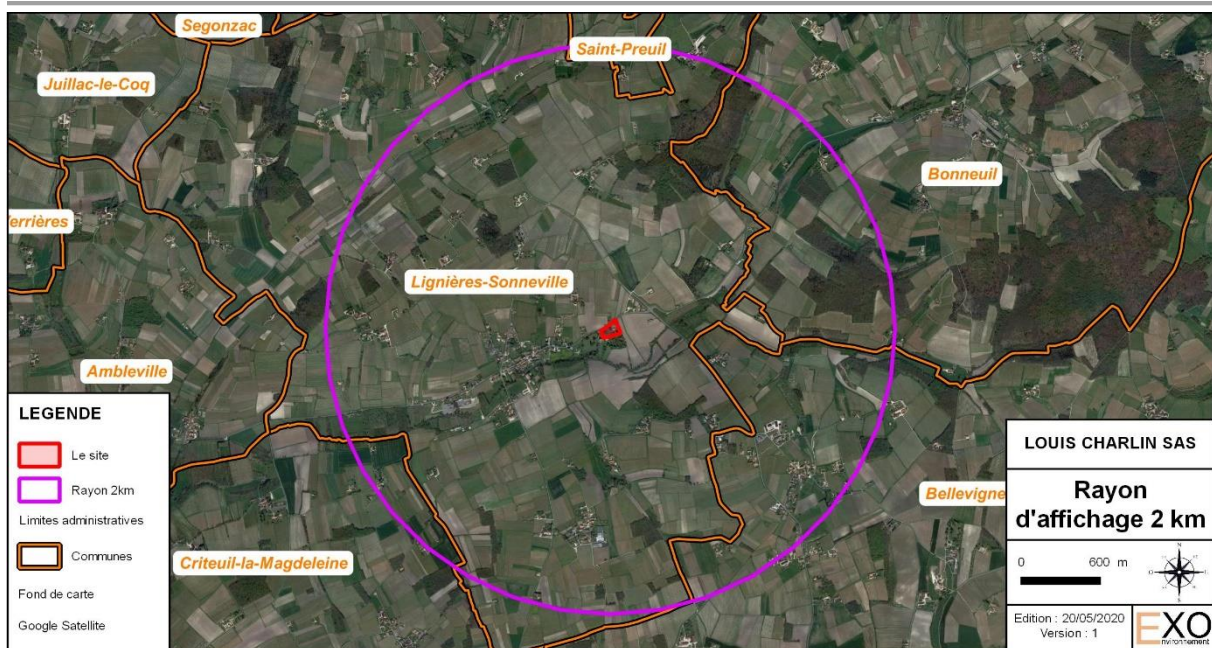 Segonzac
Saint-Preuil
Juillac-le-Coq
Bonneuil
Lignières-Sonneville
Ambleville
Bellevigne
Criteuil-la-Magdeleine
LEGENDE
Le site
Rayon 2km
Limites administratives
Communes
Fond de carte
Google Satellite
LOUIS CHARLIN SAS
Rayon
d'affichage 2 km
0 600 m
Edition : 20/05/2020
Version : 1
EXO
nvironnement